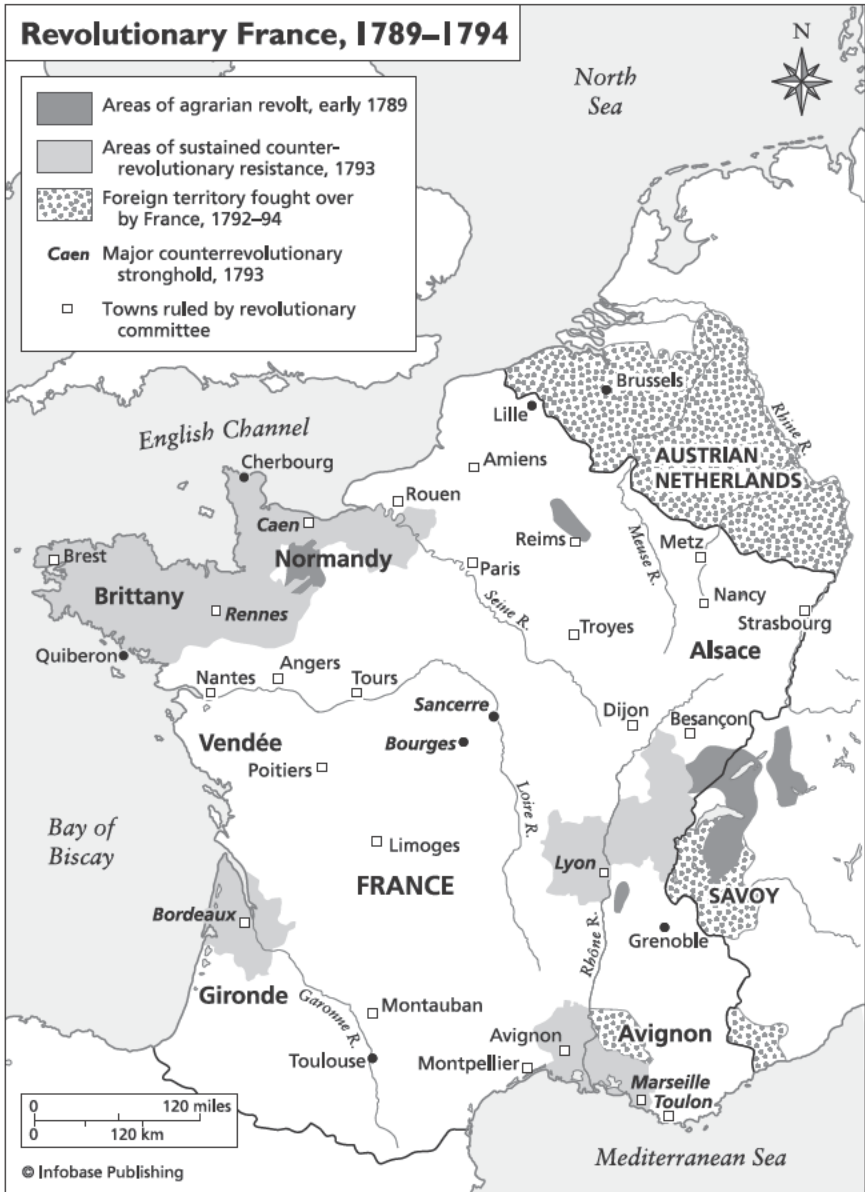 Revolutionary France, 1789–1794
Areas of agrarian revolt, early 1789
Areas of sustained counter-
revolutionary resistance, 1793
Foreign territory fought over
by France, 1792–94
Caen Major counterrevolutionary
stronghold, 1793
Towns ruled by revolutionary
committee
N
North
Sea
English Channel
Cherbourg
Lille
Brussels
Rhine R.
AUSTRIAN
NETHERLANDS
Amiens
Rouen
Caen
Normandy
Reims
Meuse R.
Metz
Brest
Brittany
Rennes
Paris
Seine R.
Nancy
Strasbourg
Troyes
Alsace
Quiberon
Nantes
Angers
Tours
Sancerre
Bourges
Dijon
Besançon
Vendée
Poitiers
Loire R.
Bay of
Biscay
Limoges
FRANCE
Lyon
SAVOY
Bordeaux
Rhône R.
Grenoble
Gironde
Garonne R.
Montauban
Toulouse
Avignon
Avignon
Montpellier
Marseille
Toulon
Mediterranean Sea
0 120 miles
0 120 km
© Infobase Publishing